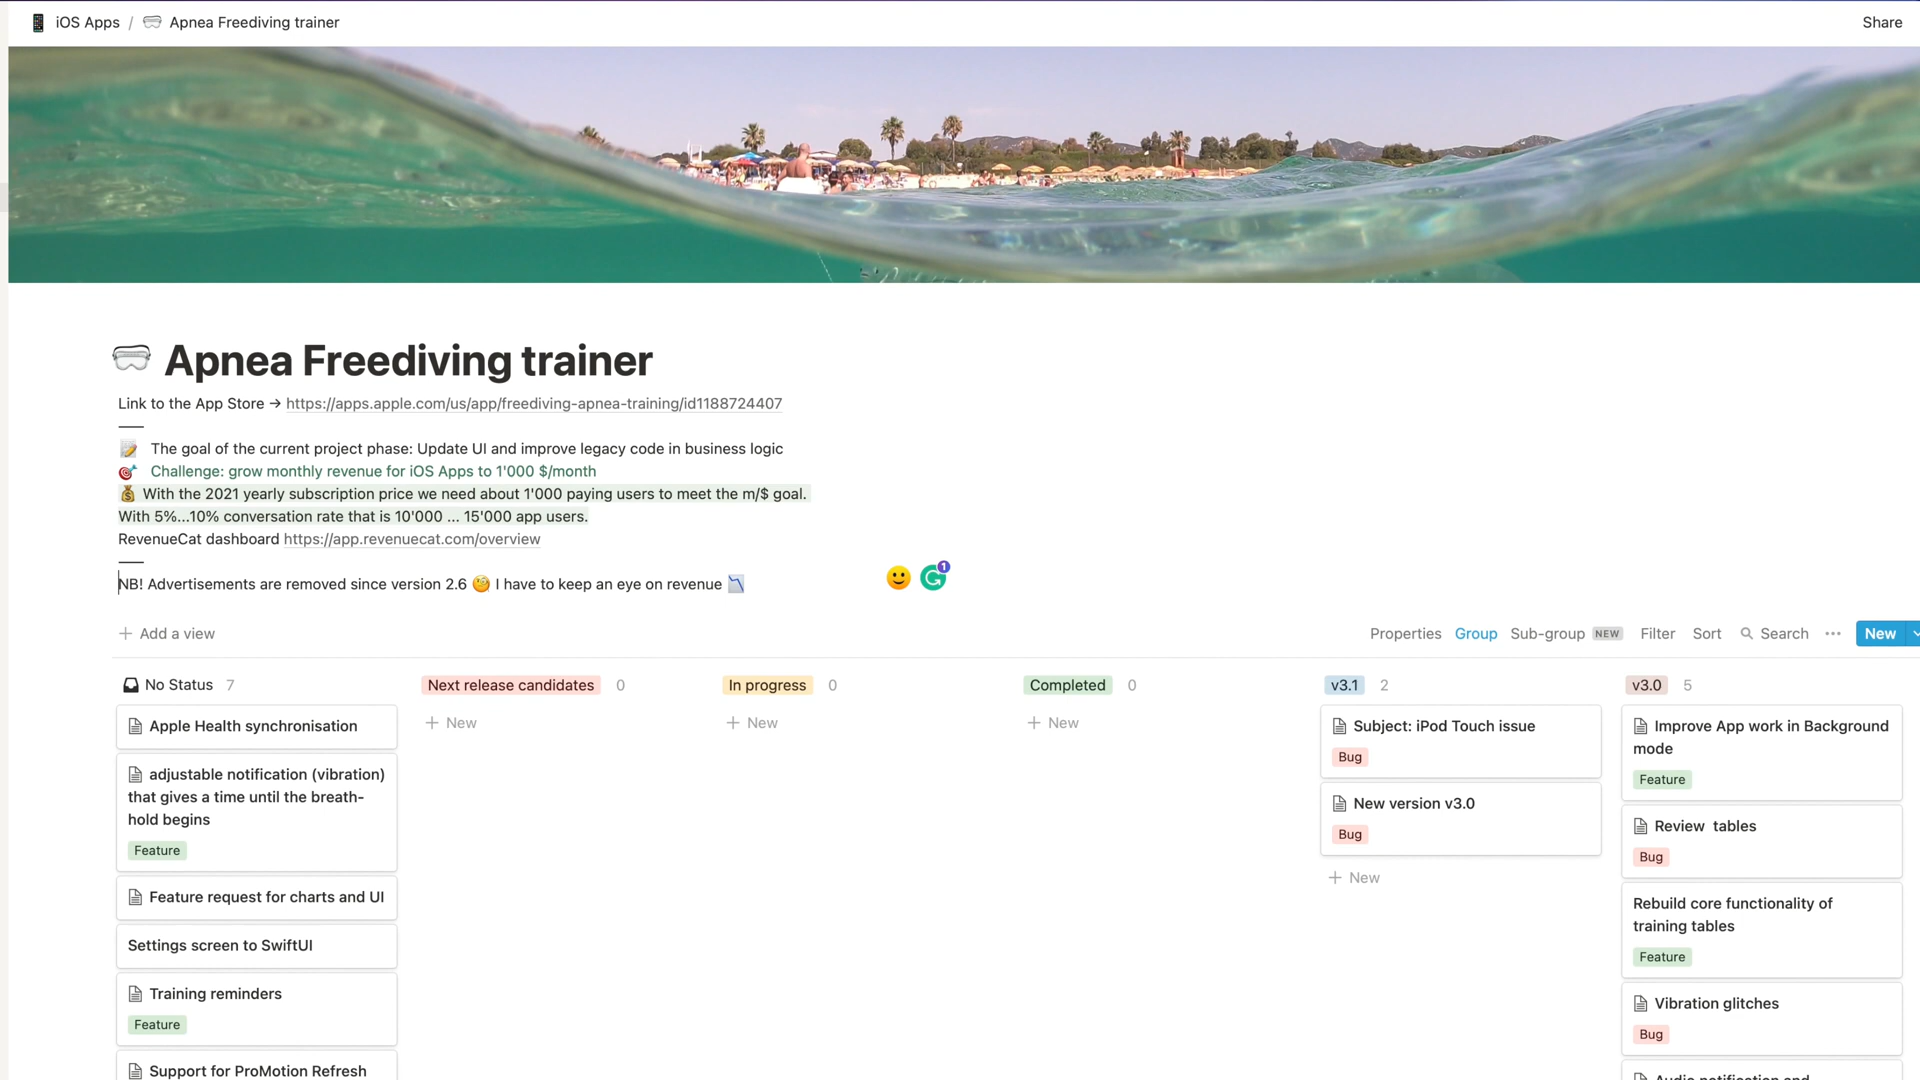 iOS Apps / Apnea Freediving trainer
Share
Apnea Freediving trainer
Link to the App Store → https://apps.apple.com/us/app/freediving-apnea-training/id1188724407
The goal of the current project phase: Update UI and improve legacy code in business logic
Challenge: grow monthly revenue for iOS Apps to 1'000 $/month
With the 2021 yearly subscription price we need about 1'000 paying users to meet the m/$ goal.
With 5%...10% conversation rate that is 10'000 ... 15'000 app users.
RevenueCat dashboard https://app.revenuecat.com/overview
NB! Advertisements are removed since version 2.6 🧐 I have to keep an eye on revenue 📉
1
+ Add a view
Properties Group Sub-group NEW Filter Sort Search ··· New
No Status 7
Apple Health synchronisation
adjustable notification (vibration)
that gives a time until the breath-
hold begins
Feature
Feature request for charts and UI
Settings screen to SwiftUI
Training reminders
Feature
Support for ProMotion Refresh
Next release candidates 0
+ New
In progress 0
+ New
Completed 0
+ New
v3.1 2
Subject: iPod Touch issue
Bug
New version v3.0
Bug
+ New
v3.0 5
Improve App work in Background
mode
Feature
Review tables
Bug
Rebuild core functionality of
training tables
Feature
Vibration glitches
Bug
Audio notification and